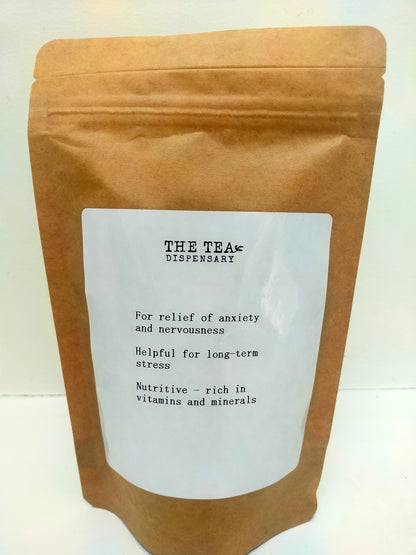 THE TEA
DISPENSARY
For relief of anxiety
and nervousness
Helpful for long-term
stress
Nutritive - rich in
vitamins and minerals